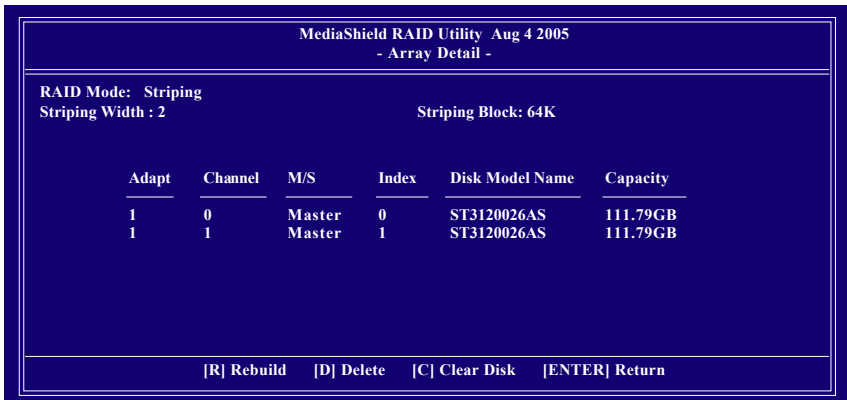 MediaShield RAID Utility Aug 4 2005
- Array Detail -
RAID Mode: Striping
Striping Width : 2 Striping Block: 64K
Adapt Channel M/S Index Disk Model Name Capacity
1 0 Master 0 ST3120026AS 111.79GB
1 1 Master 1 ST3120026AS 111.79GB
[R] Rebuild [D] Delete [C] Clear Disk [ENTER] Return